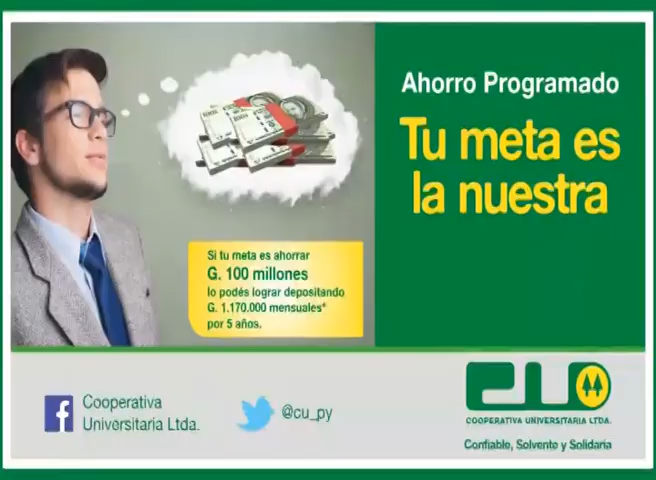 Ahorro Programado
Tu meta es
la nuestra
Si tu meta es ahorrar
G. 100 millones
lo podés lograr depositando
G. 1.170.000 mensuales*
por 5 años.
Cooperativa
Universitaria Ltda.
@cu_py
CU
COOPERATIVA UNIVERSITARIA LTDA.
Confiable, Solvente y Solidaria